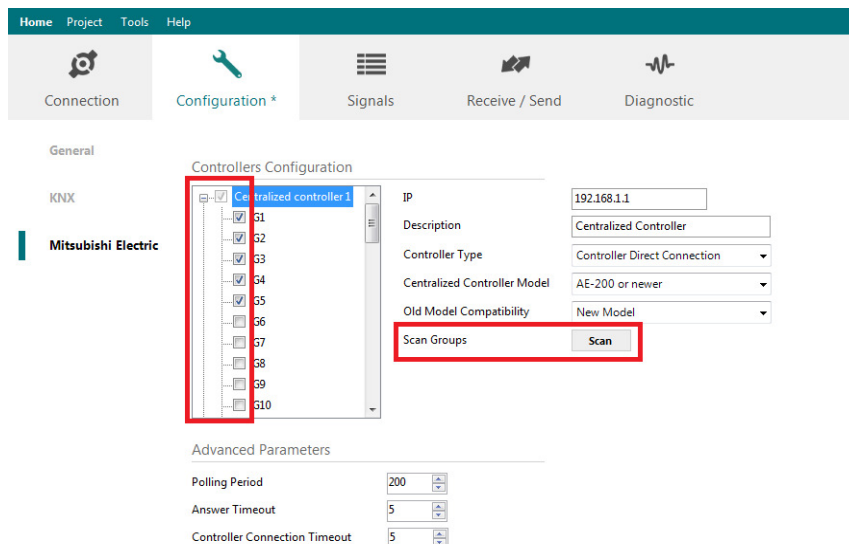 Home Project Tools Help
Connection Configuration * Signals Receive / Send Diagnostic
General
KNX
Mitsubishi Electric
Controllers Configuration
Centralized controller 1
G1
G2
G3
G4
G5
G6
G7
G8
G9
G10
IP 192.168.1.1
Description Centralized Controller
Controller Type Controller Direct Connection
Centralized Controller Model AE-200 or newer
Old Model Compatibility New Model
Scan Groups Scan
Advanced Parameters
Polling Period 200
Answer Timeout 5
Controller Connection Timeout 5